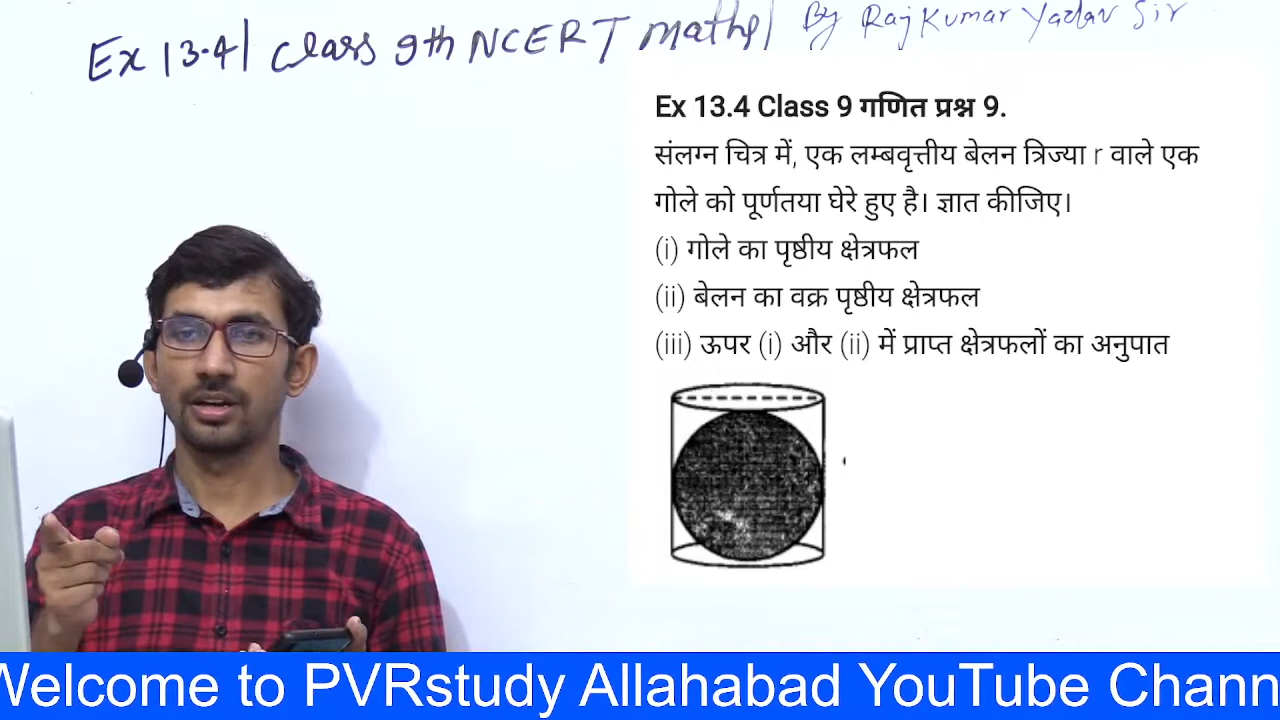 Ex 13.4| Class 9th NCERT maths| By Raj Kumar Yadav Sir
Ex 13.4 Class 9 गणित प्रश्न 9.
संलग्न चित्र में, एक लम्बवृत्तीय बेलन त्रिज्या r वाले एक
गोले को पूर्णतया घेरे हुए है। ज्ञात कीजिए।
(i) गोले का पृष्ठीय क्षेत्रफल
(ii) बेलन का वक्र पृष्ठीय क्षेत्रफल
(iii) ऊपर (i) और (ii) में प्राप्त क्षेत्रफलों का अनुपात
Welcome to PVRstudy Allahabad YouTube Chann